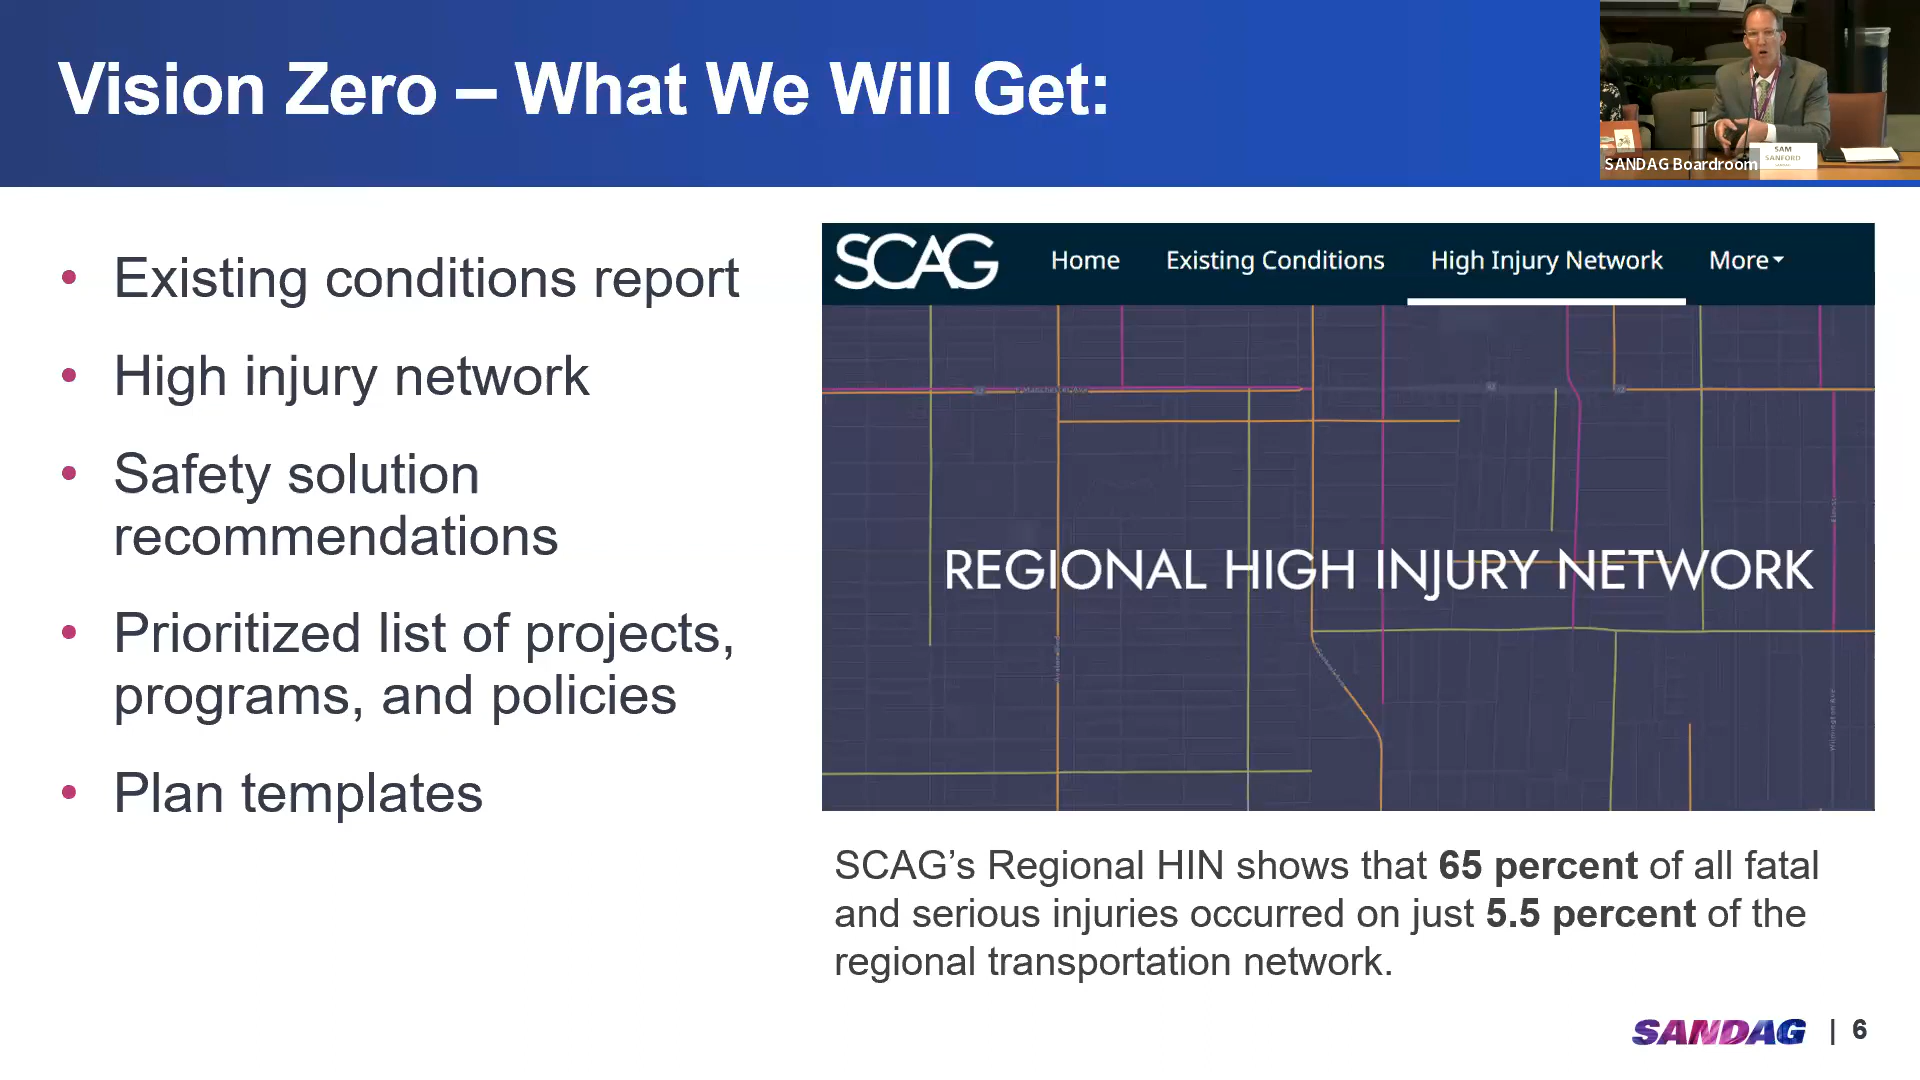 Vision Zero – What We Will Get:
SANDAG Boardroom
SAM
SANFORD
• Existing conditions report
• High injury network
• Safety solution
recommendations
• Prioritized list of projects,
programs, and policies
• Plan templates
SCAG Home Existing Conditions High Injury Network More
REGIONAL HIGH INJURY NETWORK
SCAG’s Regional HIN shows that 65 percent of all fatal
and serious injuries occurred on just 5.5 percent of the
regional transportation network.
SANDAG | 6